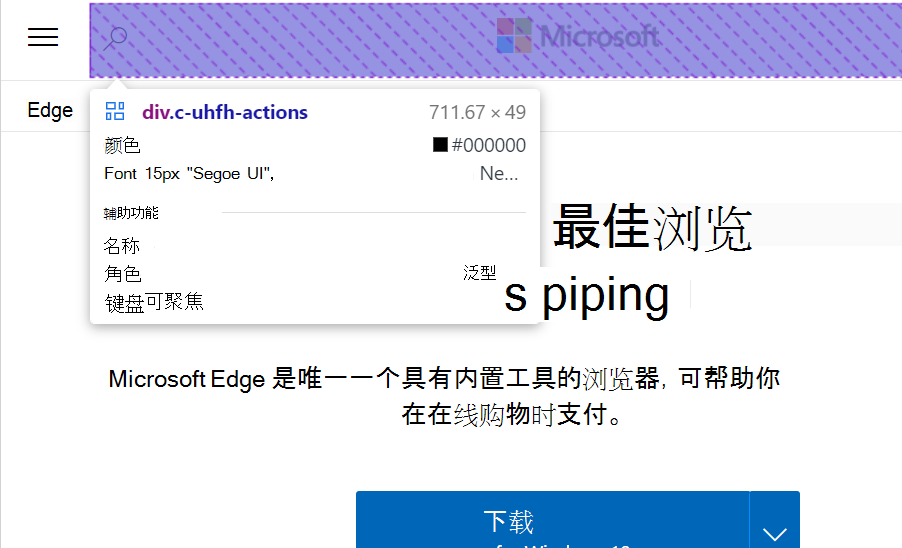 Microsoft
Edge
div.c-uhfh-actions 711.67 × 49
颜色 #000000
Font 15px "Segoe UI", Ne...
辅助功能
名称
角色 泛型
键盘可聚焦
最佳浏览
s piping
Microsoft Edge 是唯一一个具有内置工具的浏览器, 可帮助你
在在线购物时支付。
下载
for Windows 10